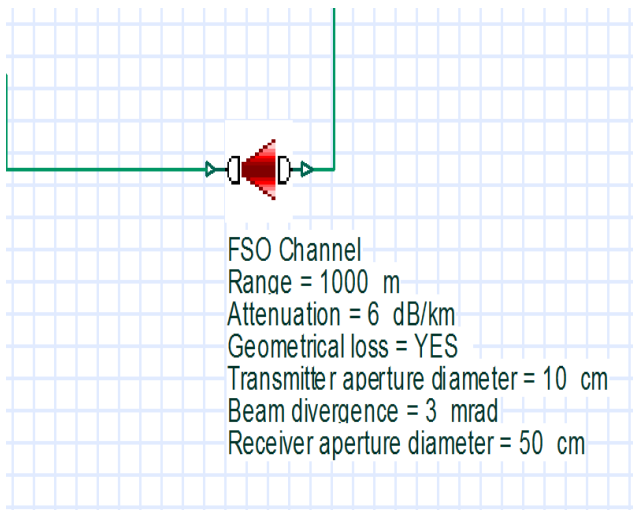 FSO Channel
Range = 1000 m
Attenuation = 6 dB/km
Geometrical loss = YES
Transmitter aperture diameter = 10 cm
Beam divergence = 3 mrad
Receiver aperture diameter = 50 cm